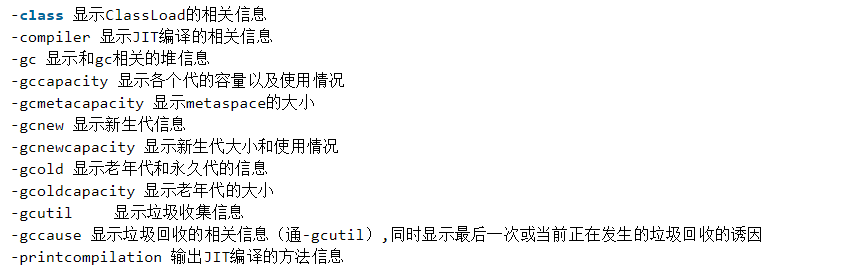 -class 显示ClassLoad的相关信息
-compiler 显示JIT编译的相关信息
-gc 显示和gc相关的堆信息
-gccapacity 显示各个代的容量以及使用情况
-gcmetacapacity 显示metaspace的大小
-gcnew 显示新生代信息
-gcnewcapacity 显示新生代大小和使用情况
-gcold 显示老年代和永久代的信息
-gcoldcapacity 显示老年代的大小
-gcutil 显示垃圾收集信息
-gccause 显示垃圾回收的相关信息（通-gcutil）,同时显示最后一次或当前正在发生的垃圾回收的诱因
-printcompilation 输出JIT编译的方法信息